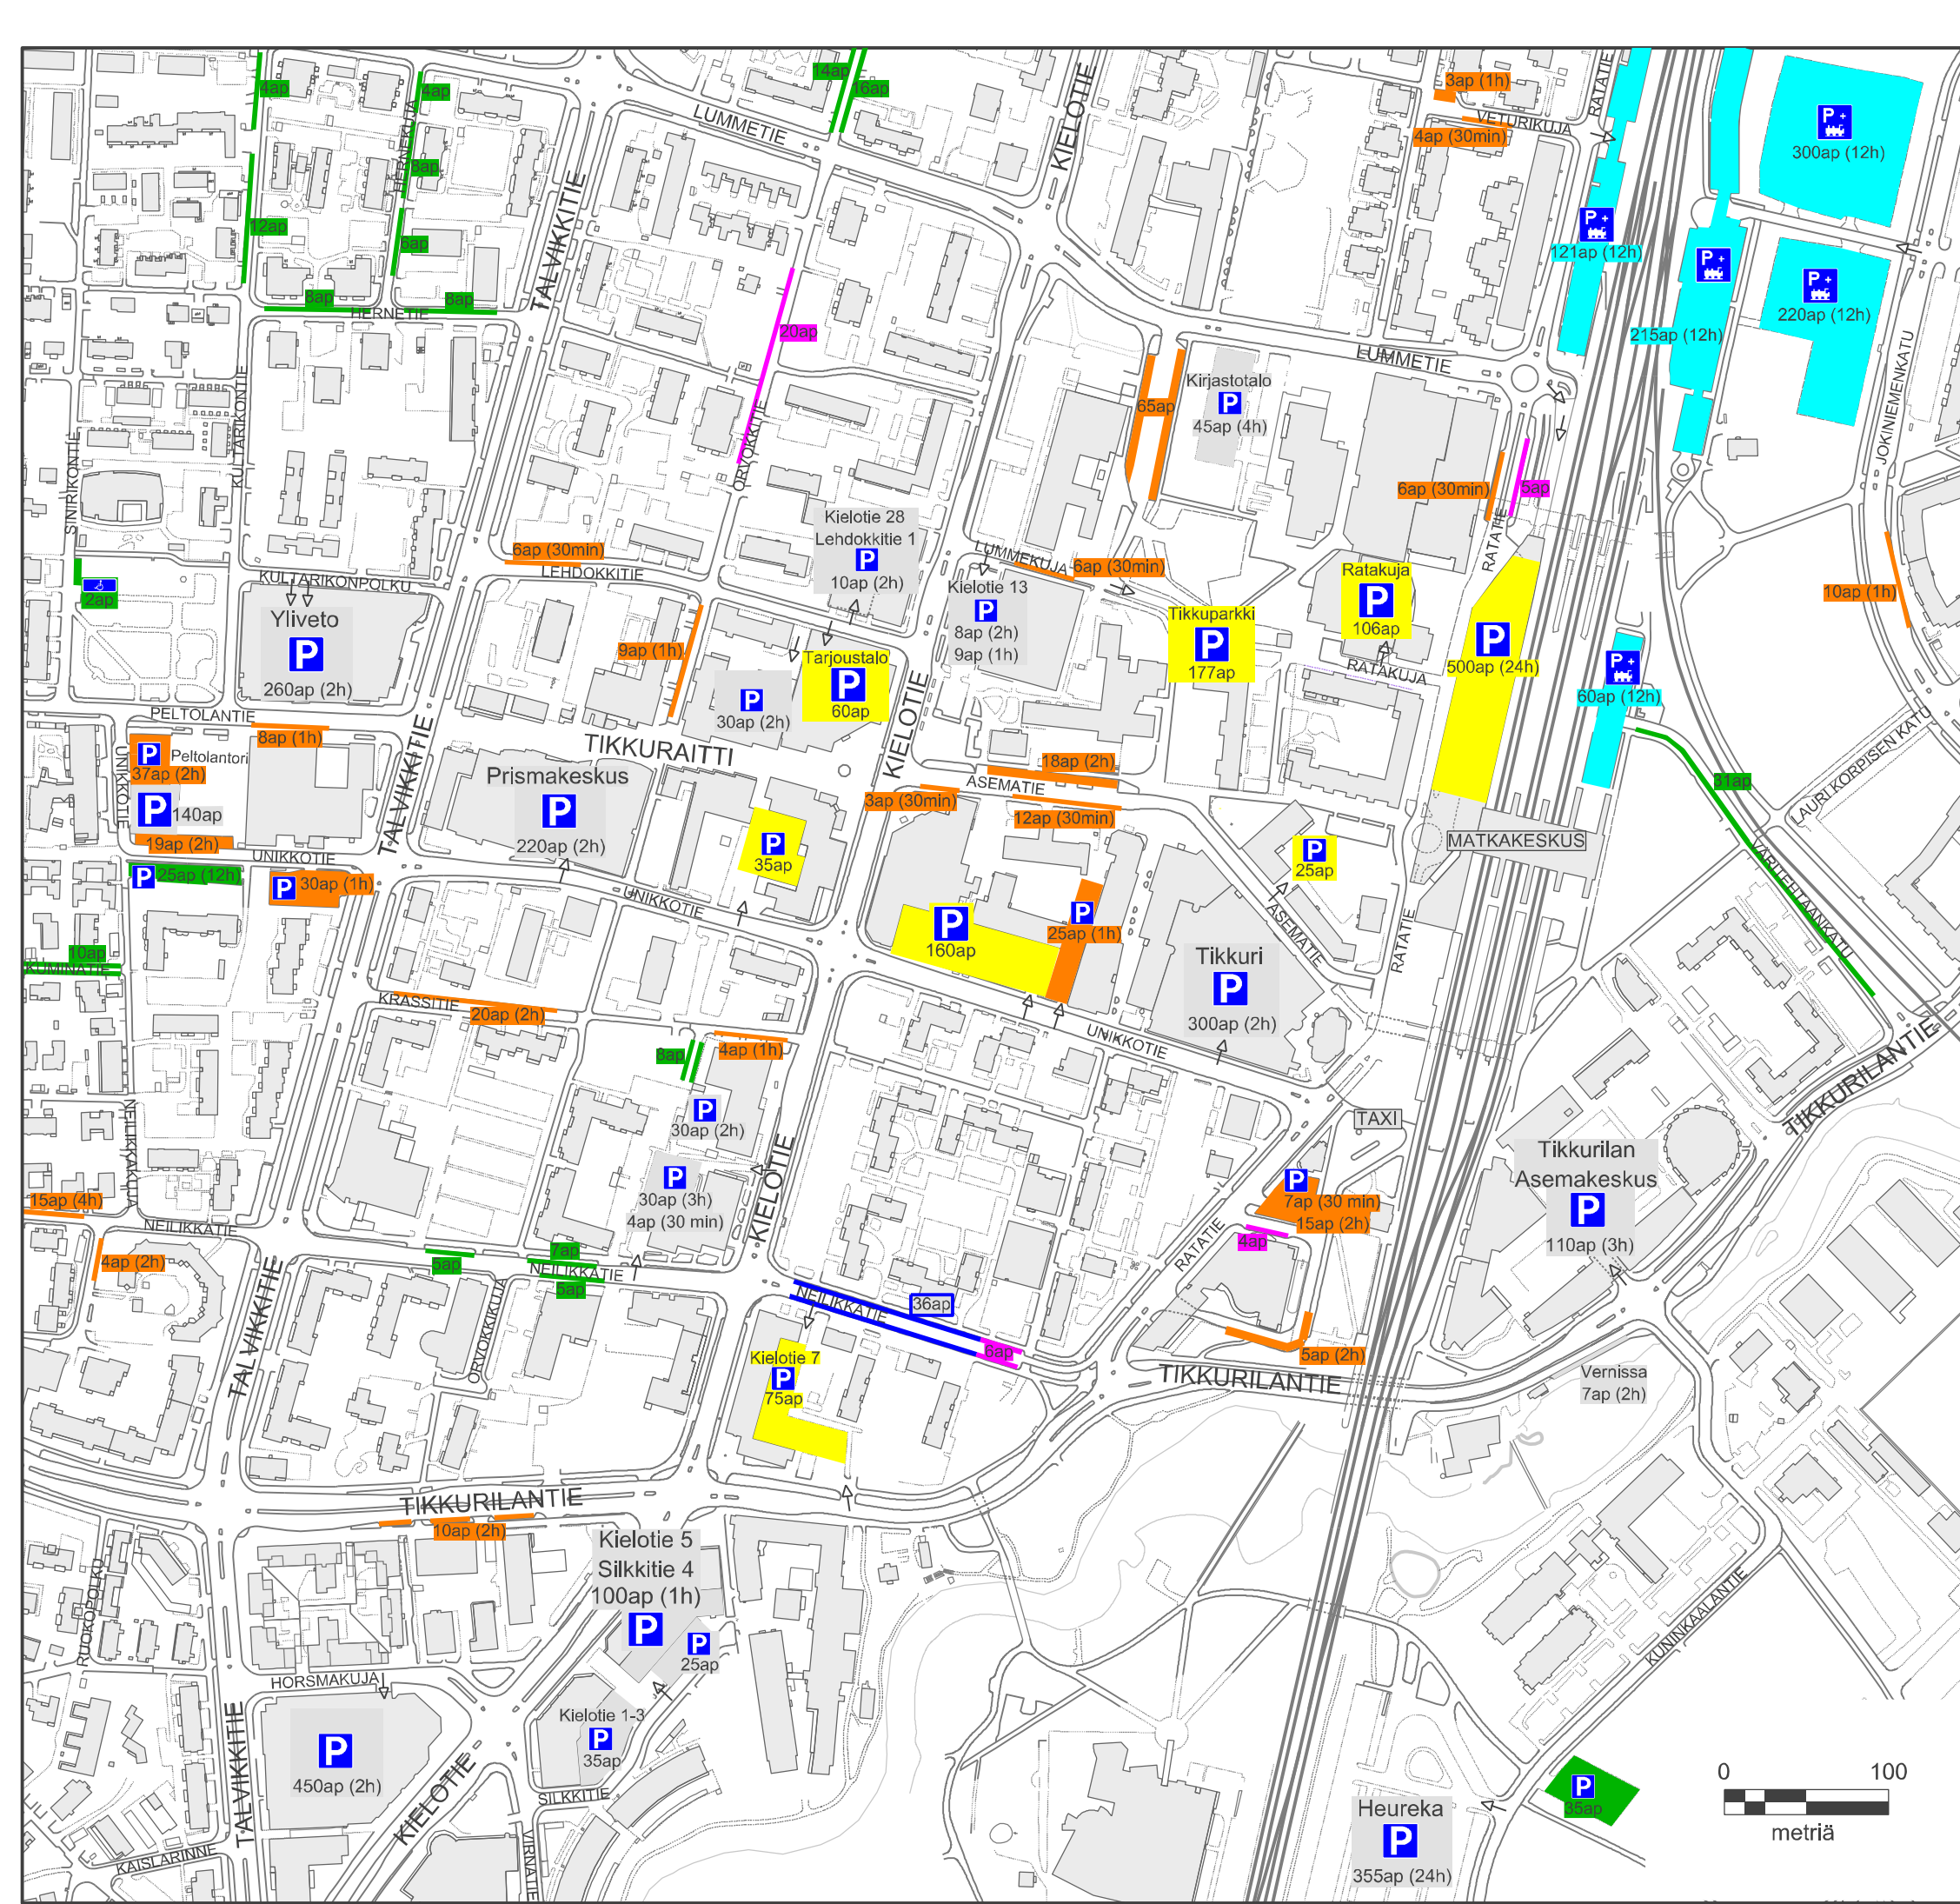 4ap
4ap
14ap
16ap
KIELOTIE
3ap (1h)
RATATIE
HERNEKUJA
LUMMETIE
VETURIKUJA
4ap (30min)
P +
300ap (12h)
8ap
TALVIKKITIE
12ap
6ap
P +
121ap (12h)
P +
P +
220ap (12h)
8ap
8ap
HERNETIE
20ap
215ap (12h)
LUMMETIE
JOKINIEMENKATU
KULTARIKONTIE
SINIRIKONTIE
ORVOKKITIE
65ap
Kirjastotalo
P
45ap (4h)
6ap (30min)
5ap
RATATIE
Kielotie 28
Lehdokkitie 1
P
10ap (2h)
6ap (30min)
LEHDOKKITIE
LUMMEKUJA
6ap (30min)
KULTARIKONPOLKU
2ap
Yliveto
P
260ap (2h)
Kielotie 13
P
8ap (2h)
9ap (1h)
Tikkuparkki
P
177ap
Ratakuja
P
106ap
RATAKUJA
P
500ap (24h)
10ap (1h)
P +
60ap (12h)
9ap (1h)
Tarjoustalo
P
60ap
P
30ap (2h)
KIELOTIE
PELTOLANTIE
8ap (1h)
TALVIKKITIE
TIKKURAITTI
UNIKOTIE
P
Peltolantori
37ap (2h)
P
140ap
19ap (2h)
Prismakeskus
P
220ap (2h)
18ap (2h)
ASEMATIE
3ap (30min)
12ap (30min)
31ap
LAURI KORPISEN KATU
P
35ap
P
25ap
MATKAKESKUS
VÄRITEHTAANKATU
UNIKKOTIE
P
25ap (12h)
P
30ap (1h)
UNIKKOTIE
P
160ap
P
25ap (1h)
ASEMATIE
RATATIE
10ap
KUMINATIE
Tikkuri
P
300ap (2h)
KRASSITIE
20ap (2h)
8ap
4ap (1h)
UNIKKOTIE
TIKKURILANTIE
P
30ap (2h)
TAXI
NEILIKKAKUJA
KIELOTIE
Tikkurilan
Asemakeskus
P
110ap (3h)
P
30ap (3h)
4ap (30 min)
P
7ap (30 min)
15ap (2h)
15ap (4h)
NEILIKKATIE
4ap (2h)
RATATIE
4ap
5ap
7ap
NEILIKKATIE
5ap
ORVOKKIKUJA
TALVIKKITIE
NEILIKKATIE
36ap
6ap
5ap (2h)
TIKKURILANTIE
Kielotie 7
P
75ap
Vernissa
7ap (2h)
TIKKURILANTIE
10ap (2h)
Kielotie 5
Silkkitie 4
100ap (1h)
P
P
25ap
RUOKOPOLKU
KUNINKAALANTIE
HORSMAKUJA
P
450ap (2h)
TALVIKKITIE
KIELOTIE
Kielotie 1-3
P
35ap
SILKKITIE
VIRNATIE
KAISLARINNE
Heureka
P
355ap (24h)
P
35ap
0 100
metriä